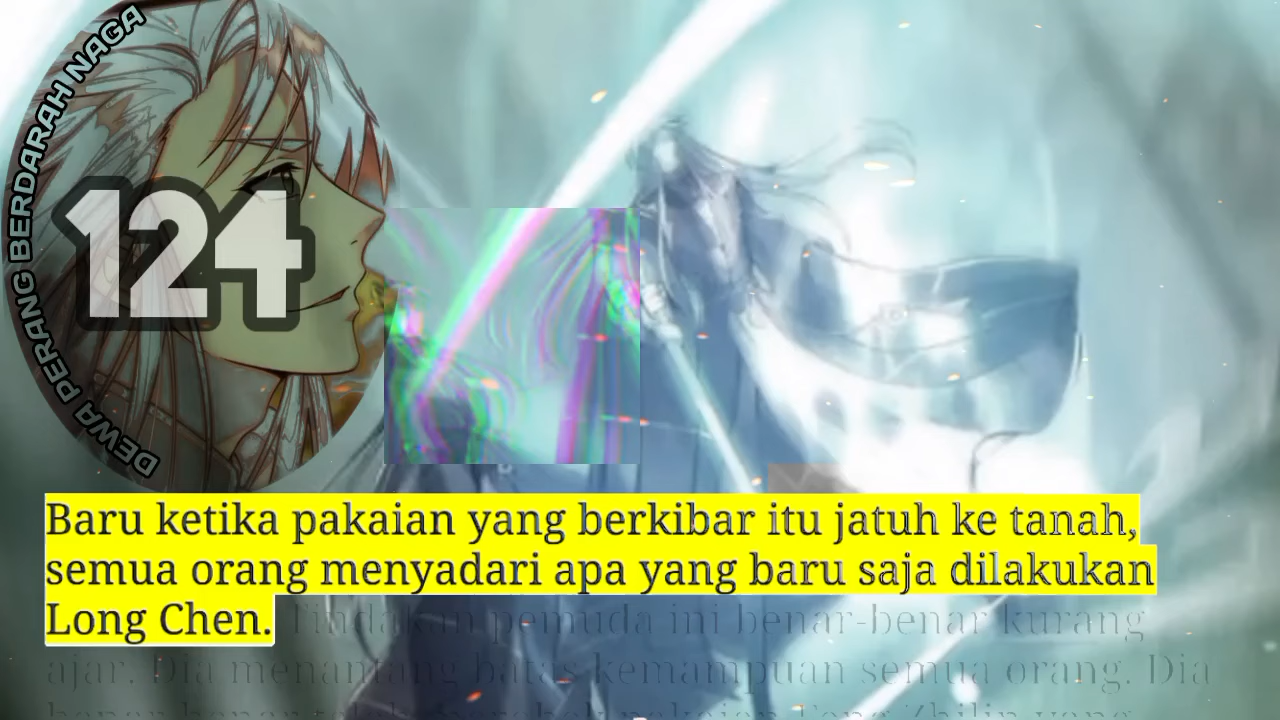 DEWA PERANG BERDARAH NAGA
124
Baru ketika pakaian yang berkibar itu jatuh ke tanah,
semua orang menyadari apa yang baru saja dilakukan
Long Chen. Tindakan pemuda ini benar-benar kurang
ajar. Dia menantang batas kemampuan semua orang. Dia